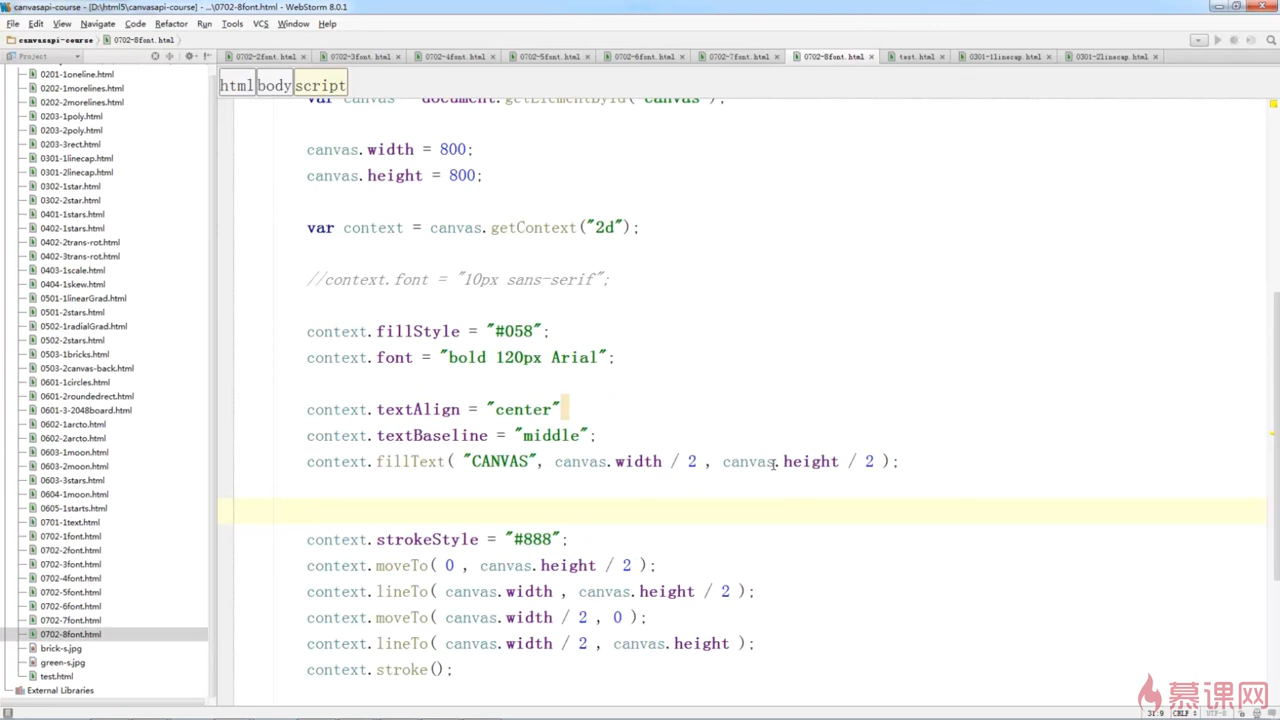 canvasapi-course - [D:\html5\canvasapi-course] - ...\0702-8font.html - WebStorm 8.0.1
File Edit View Navigate Code Refactor Run Tools VCS Window Help
canvasapi-course 0702-8font.html
Project
0702-2font.html 0702-3font.html 0702-4font.html 0702-5font.html 0702-6font.html 0702-7font.html 0702-8font.html test.html 0301-1linecap.html 0301-2linecap.html
html body script
0201-1oneline.html
0202-1morelines.html
0202-2morelines.html
0203-1poly.html
0203-2poly.html
0203-3rect.html
0301-1linecap.html
0301-2linecap.html
0302-1star.html
0302-2star.html
0401-1stars.html
0402-1stars.html
0402-2trans-rot.html
0402-3trans-rot.html
0403-1scale.html
0404-1skew.html
0501-1linearGrad.html
0501-2stars.html
0502-1radialGrad.html
0502-2stars.html
0503-1bricks.html
0503-2canvas-back.html
0601-1circles.html
0601-2roundedrect.html
0601-3-2048board.html
0602-1arcto.html
0602-2arcto.html
0603-1moon.html
0603-2moon.html
0603-3stars.html
0604-1moon.html
0605-1starts.html
0701-1text.html
0702-1font.html
0702-2font.html
0702-3font.html
0702-4font.html
0702-5font.html
0702-6font.html
0702-7font.html
0702-8font.html
brick-s.jpg
green-s.jpg
test.html
External Libraries
var canvas = document.getElementById("canvas");
canvas.width = 800;
canvas.height = 800;
var context = canvas.getContext("2d");
//context.font = "10px sans-serif";
context.fillStyle = "#058";
context.font = "bold 120px Arial";
context.textAlign = "center"
context.textBaseline = "middle";
context.fillText( "CANVAS", canvas.width / 2 , canvas.height / 2 );
context.strokeStyle = "#888";
context.moveTo( 0 , canvas.height / 2 );
context.lineTo( canvas.width , canvas.height / 2 );
context.moveTo( canvas.width / 2 , 0 );
context.lineTo( canvas.width / 2 , canvas.height );
context.stroke();
慕课网
31:9 CRLF UTF-8